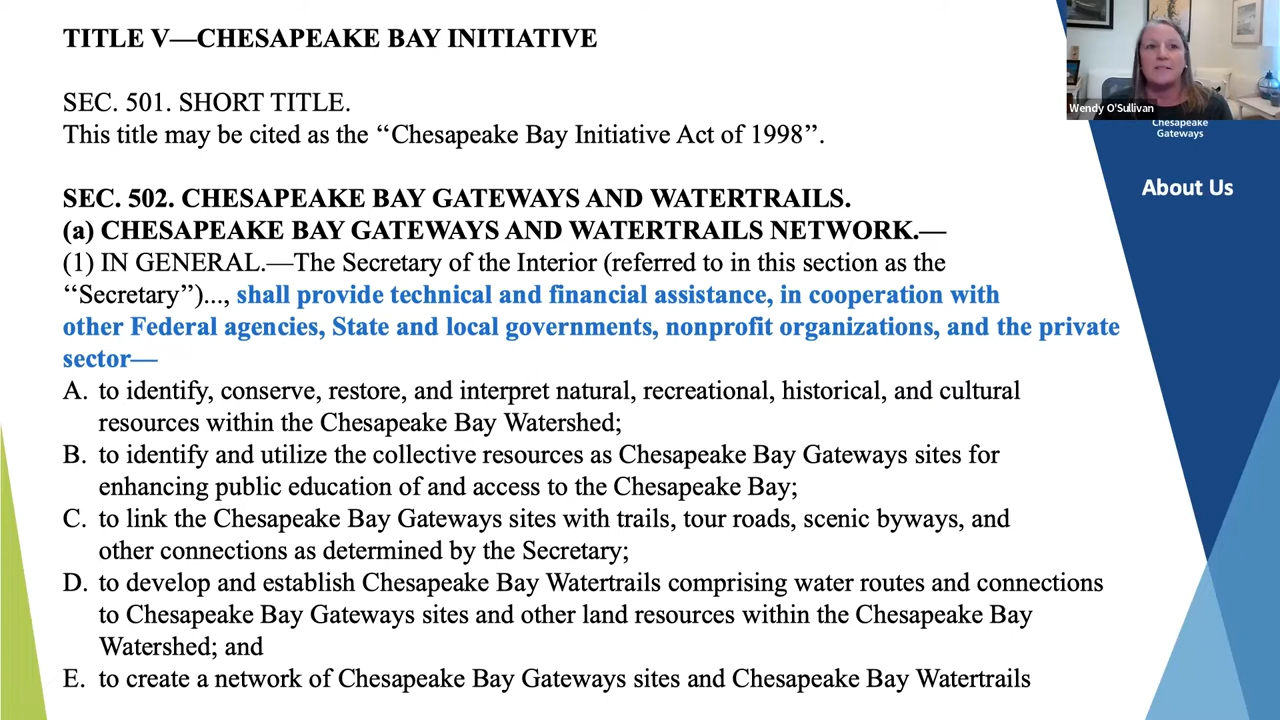 TITLE V—CHESAPEAKE BAY INITIATIVE
SEC. 501. SHORT TITLE.
This title may be cited as the ‘‘Chesapeake Bay Initiative Act of 1998’’.
SEC. 502. CHESAPEAKE BAY GATEWAYS AND WATERTRAILS.
(a) CHESAPEAKE BAY GATEWAYS AND WATERTRAILS NETWORK.—
(1) IN GENERAL.—The Secretary of the Interior (referred to in this section as the
‘‘Secretary’’)..., shall provide technical and financial assistance, in cooperation with
other Federal agencies, State and local governments, nonprofit organizations, and the private
sector—
A. to identify, conserve, restore, and interpret natural, recreational, historical, and cultural
resources within the Chesapeake Bay Watershed;
B. to identify and utilize the collective resources as Chesapeake Bay Gateways sites for
enhancing public education of and access to the Chesapeake Bay;
C. to link the Chesapeake Bay Gateways sites with trails, tour roads, scenic byways, and
other connections as determined by the Secretary;
D. to develop and establish Chesapeake Bay Watertrails comprising water routes and connections
to Chesapeake Bay Gateways sites and other land resources within the Chesapeake Bay
Watershed; and
E. to create a network of Chesapeake Bay Gateways sites and Chesapeake Bay Watertrails
Wendy O'Sullivan
Chesapeake
Gateways
About Us